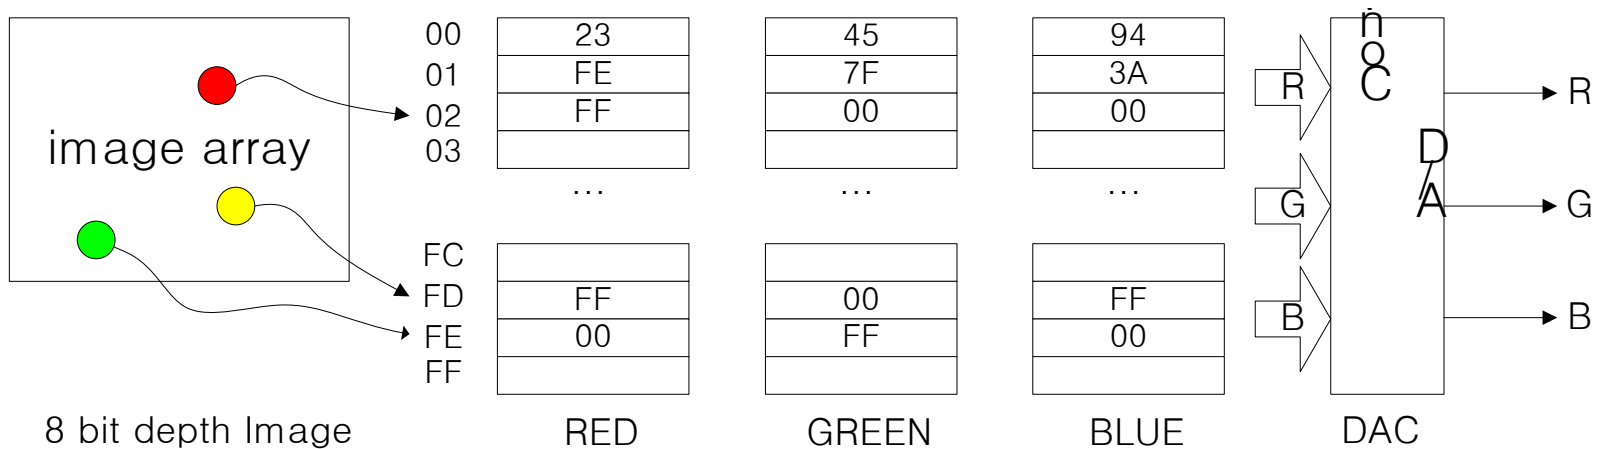 image array
8 bit depth Image
00 23 45 94
01 FE 7F 3A
02 FF 00 00
03
... ... ...
FC
FD FF 00 FF
FE 00 FF 00
FF
RED GREEN BLUE DAC
R
G
B
D/A
R
G
B